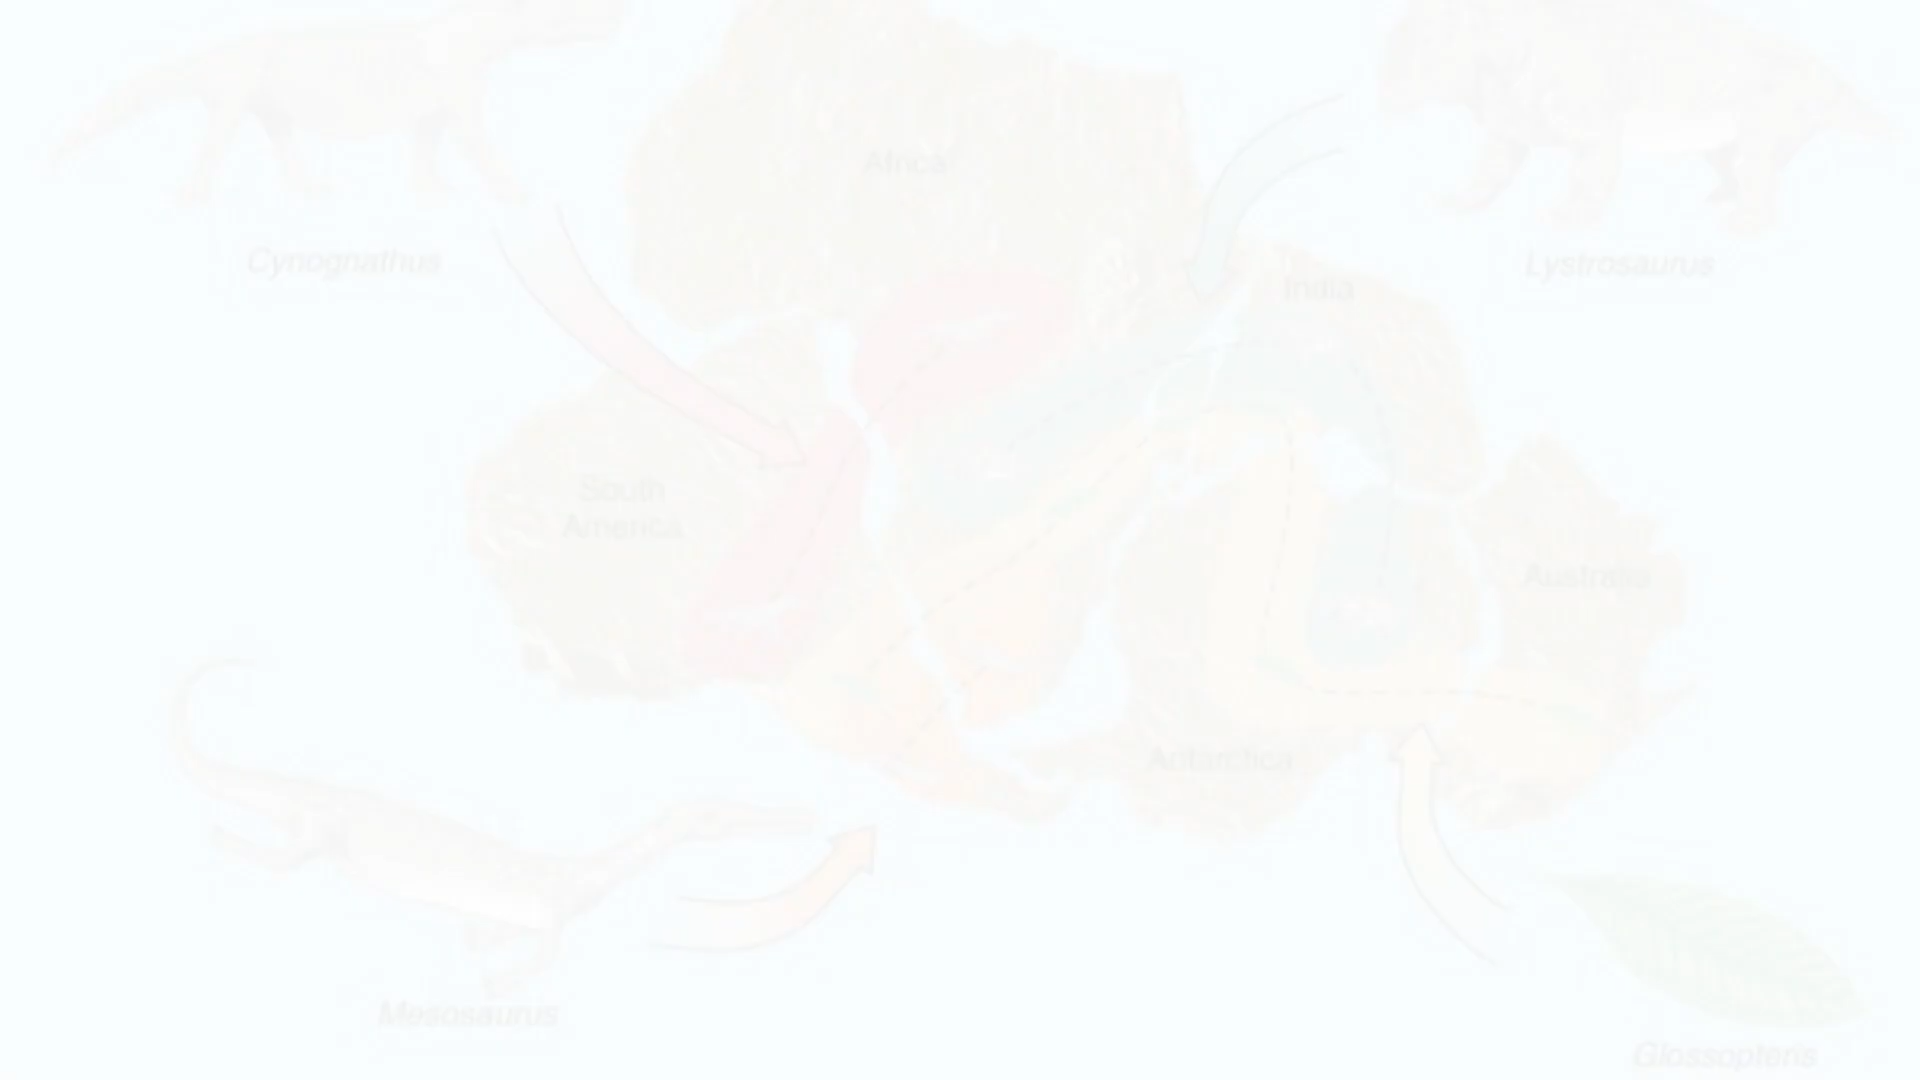 Africa
Cynognathus
Lystrosaurus
India
South
America
Australia
Antarctica
Mesosaurus
Glossopteris